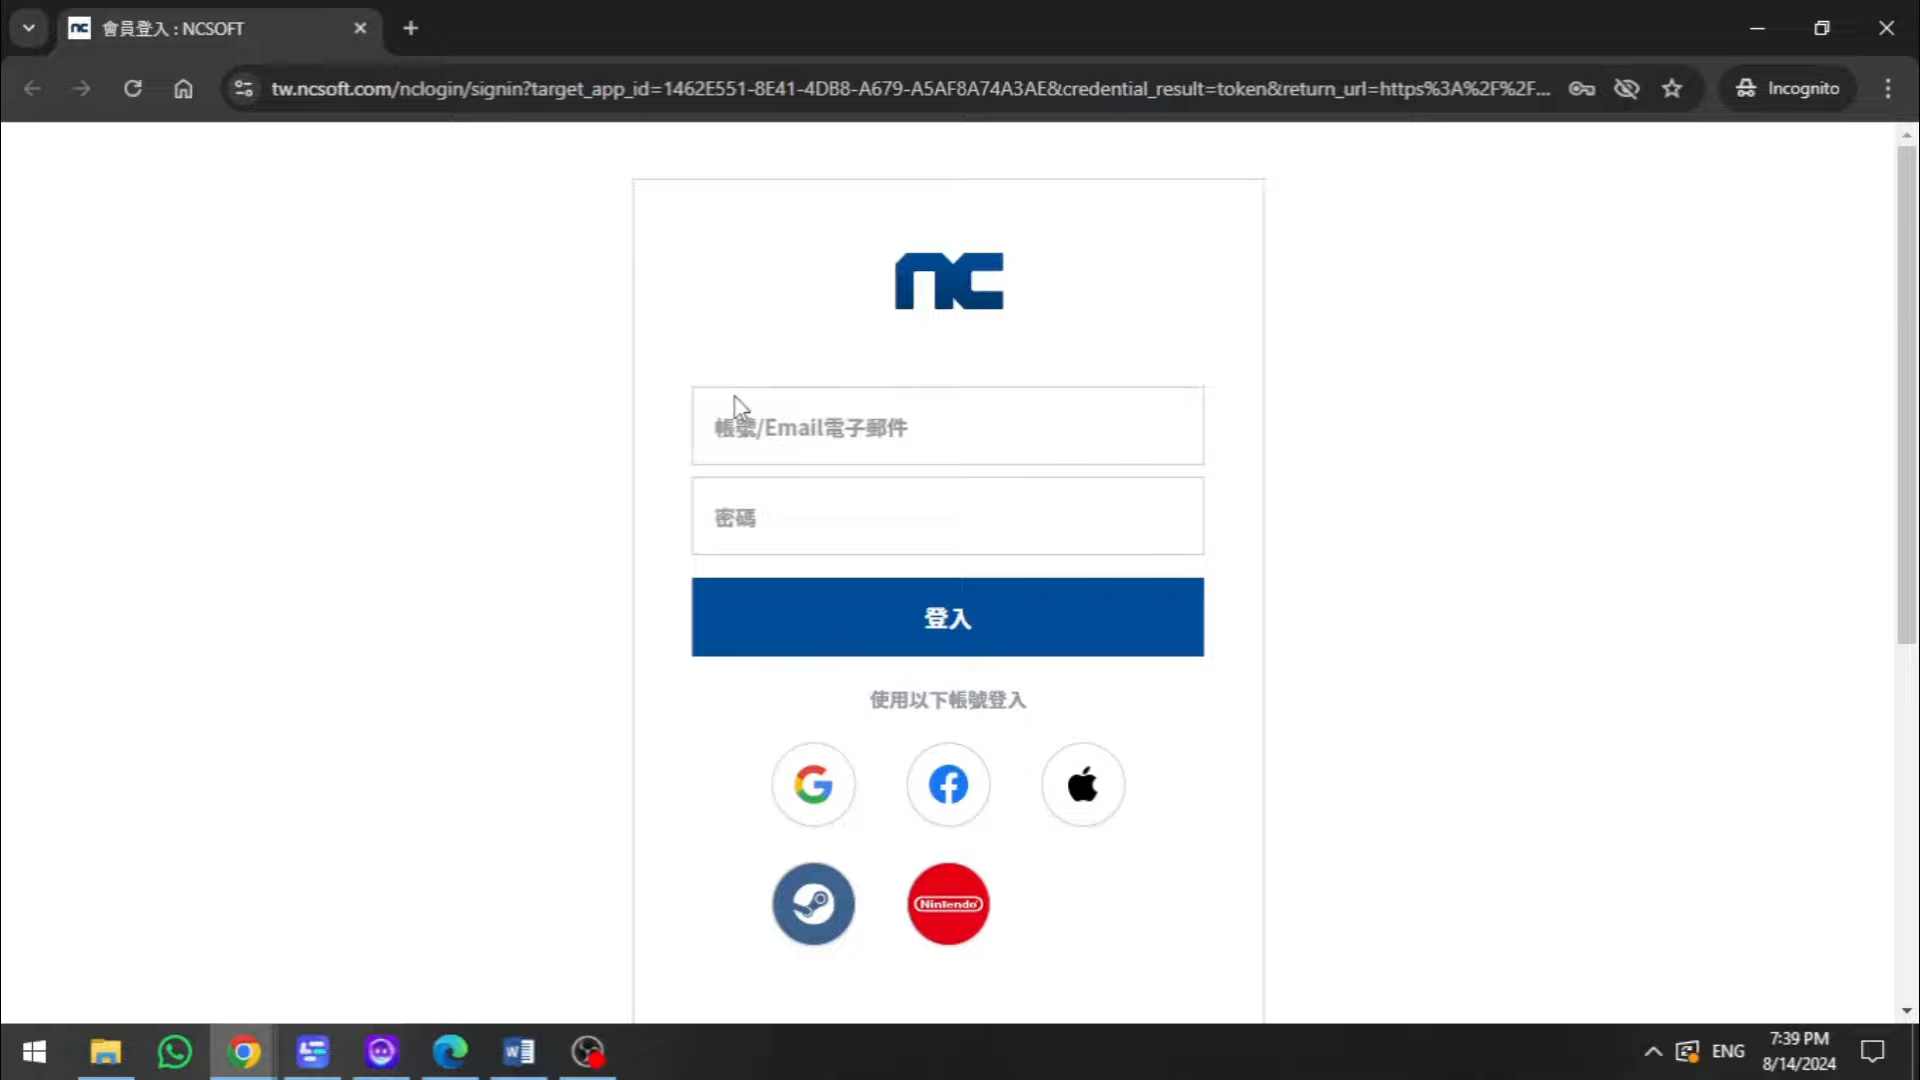 會員登入 : NCSOFT
tw.ncsoft.com/nclogin/signin?target_app_id=1462E551-8E41-4DB8-A679-A5AF8A74A3AE&credential_result=token&return_url=https%3A%2F%2F...
Incognito
nc
帳號/Email電子郵件
密碼
登入
使用以下帳號登入
Nintendo
ENG
7:39 PM
8/14/2024